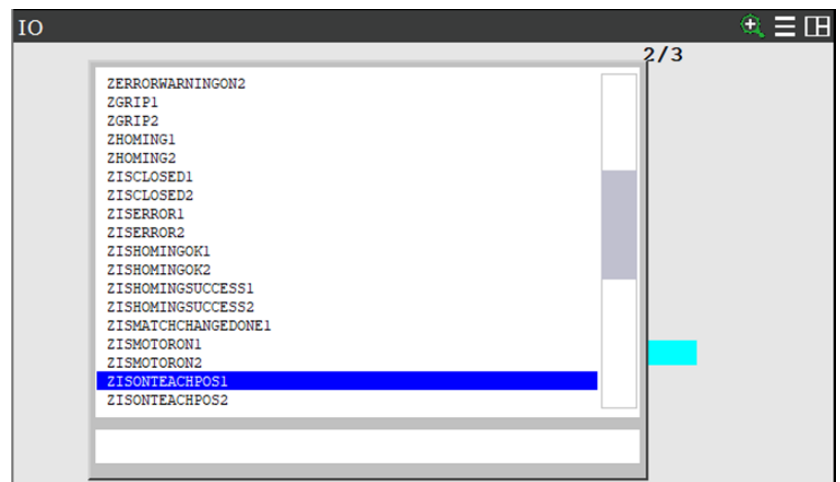 IO
2/3
ZERRORWARNINGON2
ZGRIP1
ZGRIP2
ZHOMING1
ZHOMING2
ZISCLOSED1
ZISCLOSED2
ZISERROR1
ZISERROR2
ZISHOMINGOK1
ZISHOMINGOK2
ZISHOMINGSUCCESS1
ZISHOMINGSUCCESS2
ZISMATCHCHANGEDONE1
ZISMOTORON1
ZISMOTORON2
ZISONTEACHPOS1
ZISONTEACHPOS2